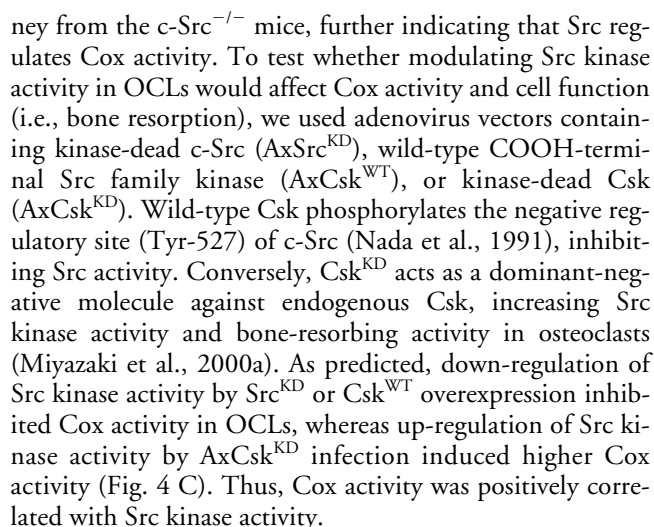 ney from the c-Src−/− mice, further indicating that Src reg-
ulates Cox activity. To test whether modulating Src kinase
activity in OCLs would affect Cox activity and cell function
(i.e., bone resorption), we used adenovirus vectors contain-
ing kinase-dead c-Src (AxSrcKD), wild-type COOH-termi-
nal Src family kinase (AxCskWT), or kinase-dead Csk
(AxCskKD). Wild-type Csk phosphorylates the negative reg-
ulatory site (Tyr-527) of c-Src (Nada et al., 1991), inhibit-
ing Src activity. Conversely, CskKD acts as a dominant-neg-
ative molecule against endogenous Csk, increasing Src
kinase activity and bone-resorbing activity in osteoclasts
(Miyazaki et al., 2000a). As predicted, down-regulation of
Src kinase activity by SrcKD or CskWT overexpression inhib-
ited Cox activity in OCLs, whereas up-regulation of Src ki-
nase activity by AxCskKD infection induced higher Cox
activity (Fig. 4 C). Thus, Cox activity was positively corre-
lated with Src kinase activity.